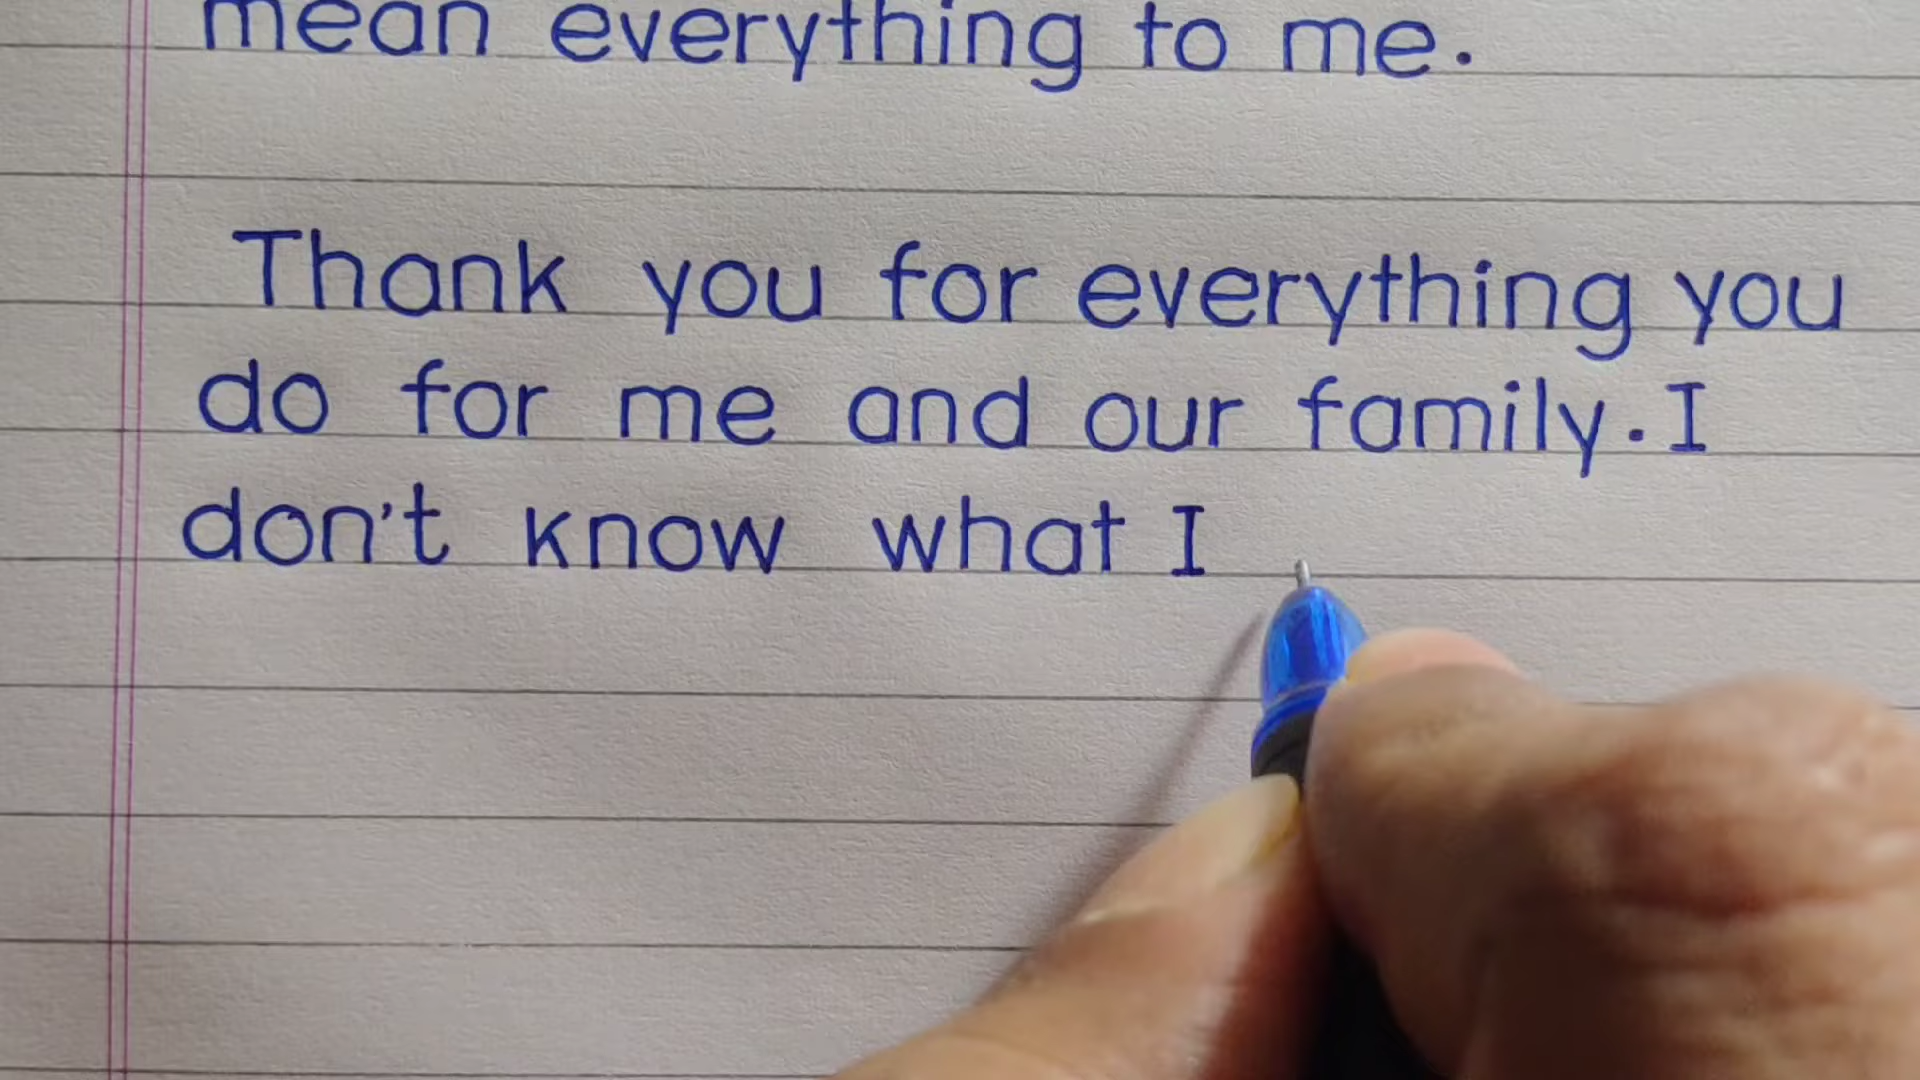 mean everything to me.
Thank you for everything you
do for me and our family. I
don't know what I